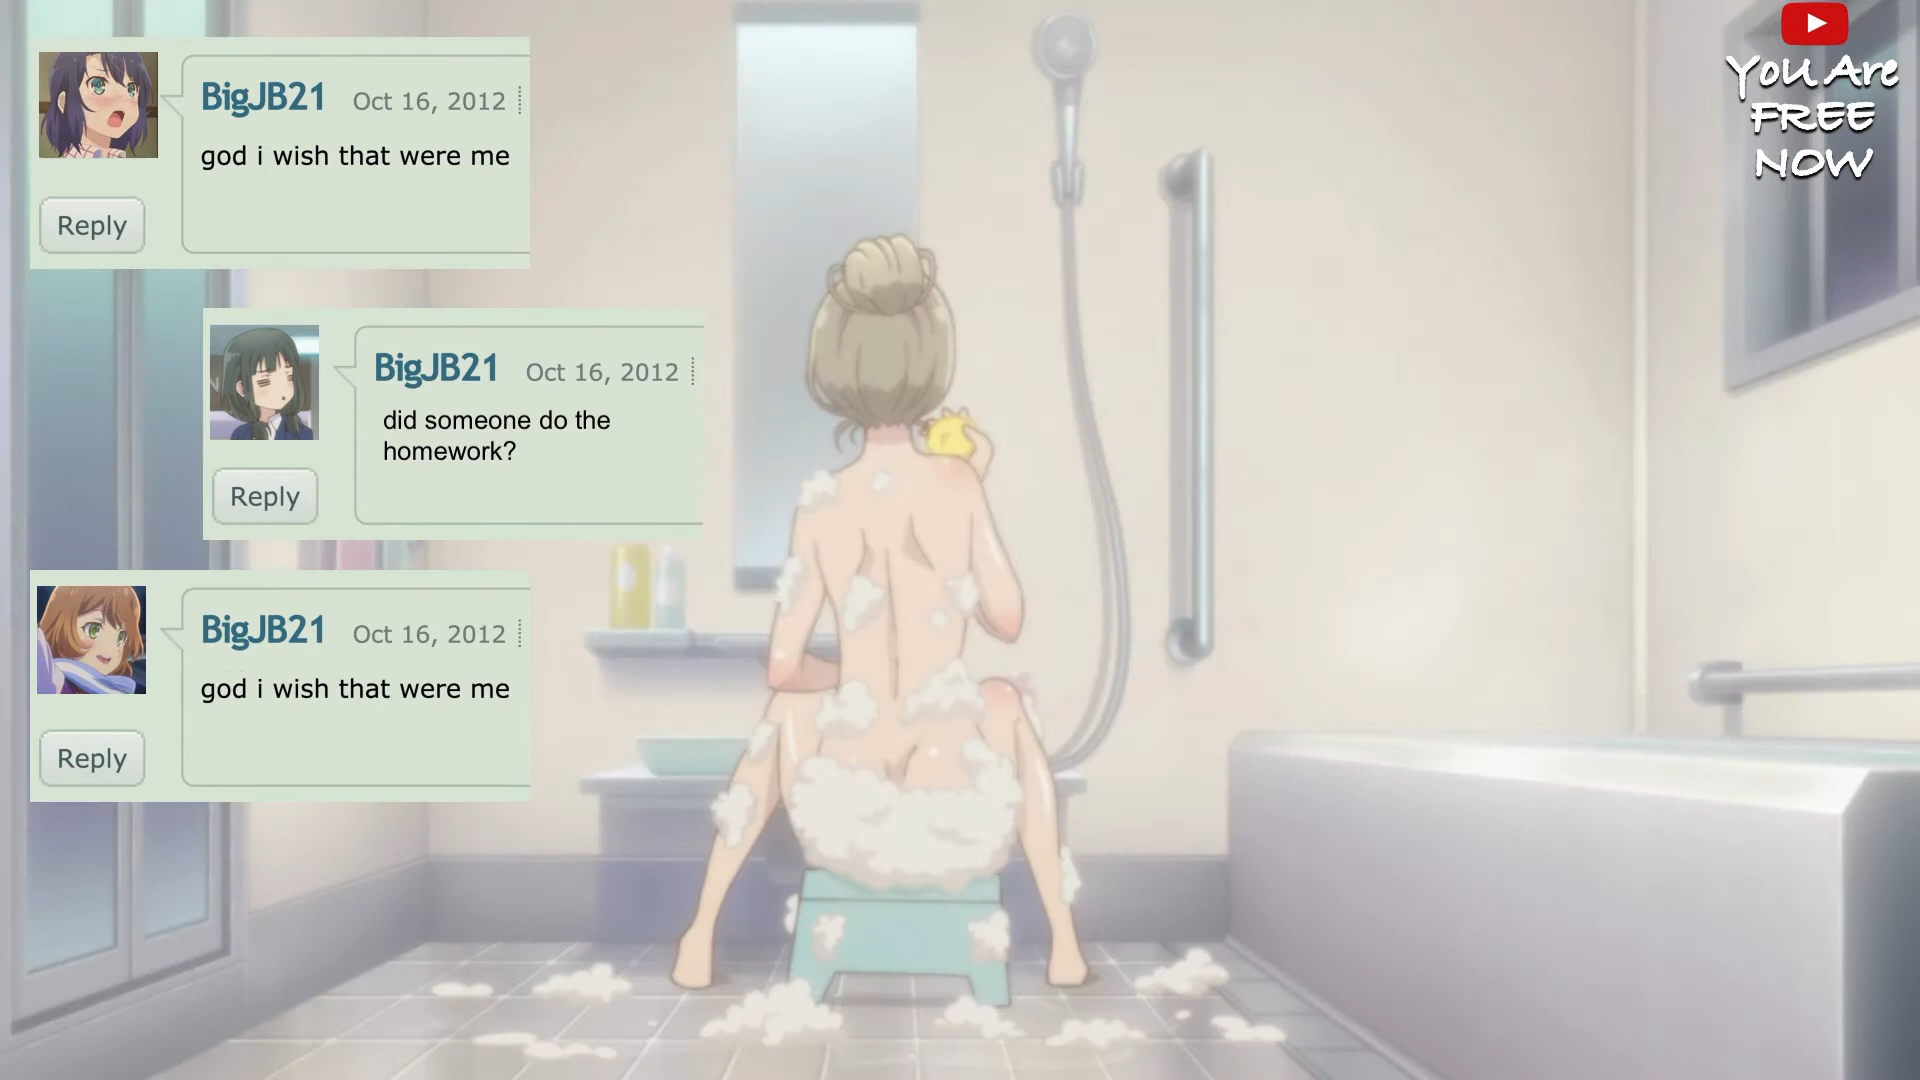 BigJB21 Oct 16, 2012
god i wish that were me
Reply
BigJB21 Oct 16, 2012
did someone do the
homework?
Reply
BigJB21 Oct 16, 2012
god i wish that were me
Reply
You Are
FREE
NOW